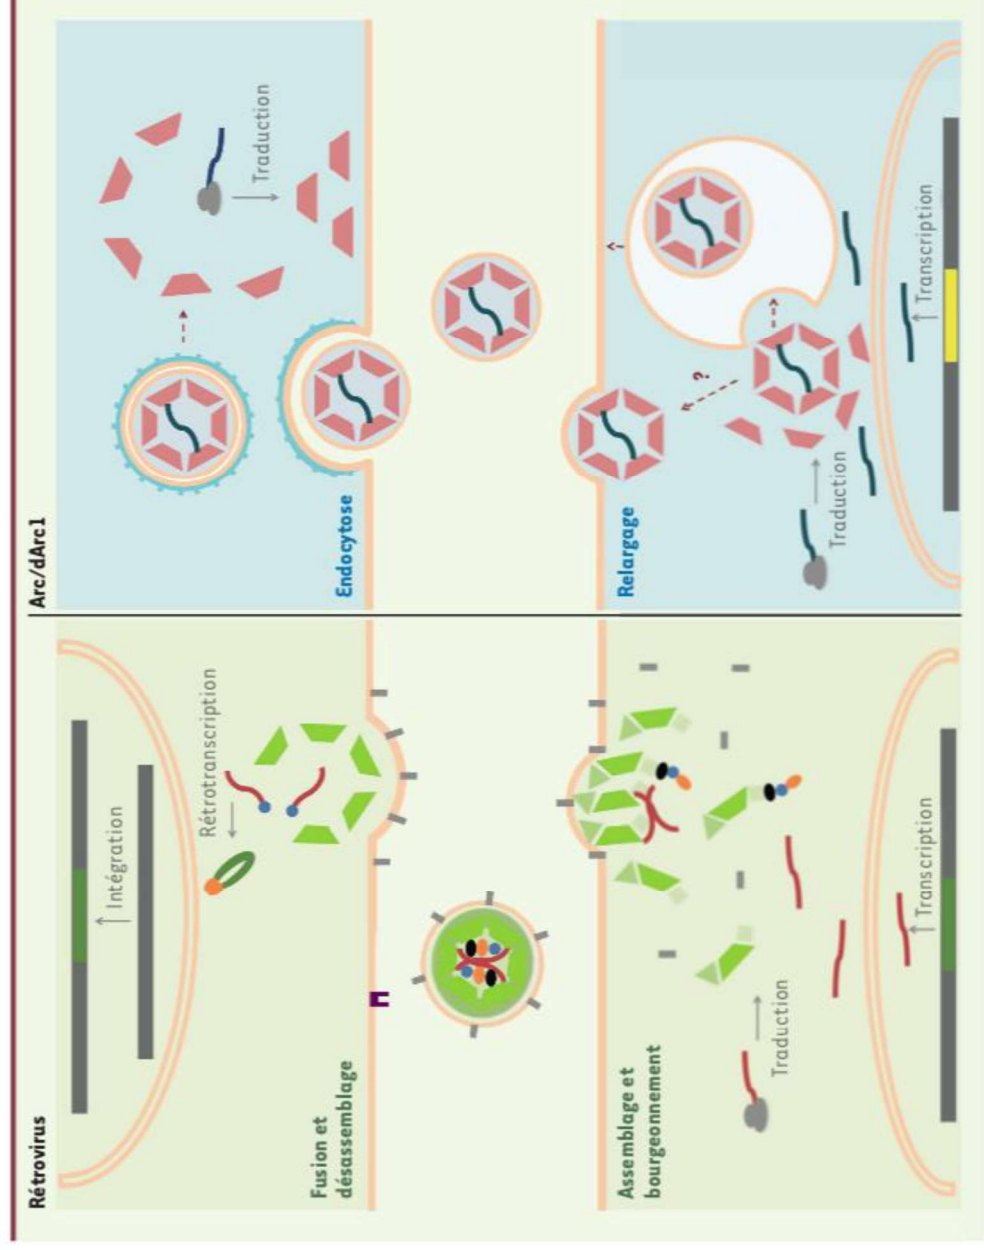 Rétrovirus
Intégration
Rétrotranscription
Fusion et
désassemblage
Assemblage et
bourgeonnement
Traduction
Transcription
Arc/dArc1
Traduction
Endocytose
Relargage
?
Traduction
Transcription